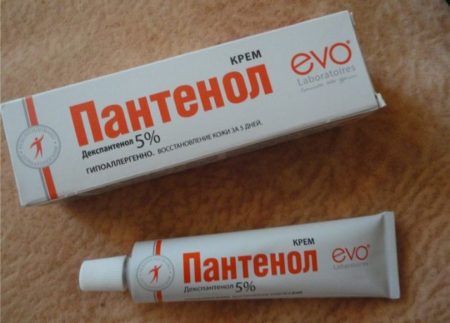 КРЕМ
Пантенол
Декспантенол 5%
ГИПОАЛЛЕРГЕННО. ВОССТАНОВЛЕНИЕ КОЖИ ЗА 5 ДНЕЙ.
evo®
Laboratoires
КРЕМ
Пантенол
Декспантенол 5%
evo®
Laboratoires